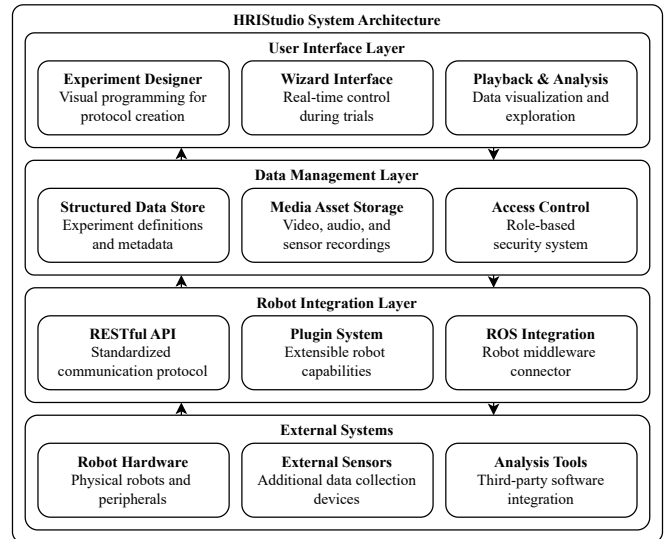 HRIStudio System Architecture
User Interface Layer
Experiment Designer
Visual programming for
protocol creation
Wizard Interface
Real-time control
during trials
Playback & Analysis
Data visualization and
exploration
Data Management Layer
Structured Data Store
Experiment definitions
and metadata
Media Asset Storage
Video, audio, and
sensor recordings
Access Control
Role-based
security system
Robot Integration Layer
RESTful API
Standardized
communication protocol
Plugin System
Extensible robot
capabilities
ROS Integration
Robot middleware
connector
External Systems
Robot Hardware
Physical robots and
peripherals
External Sensors
Additional data collection
devices
Analysis Tools
Third-party software
integration